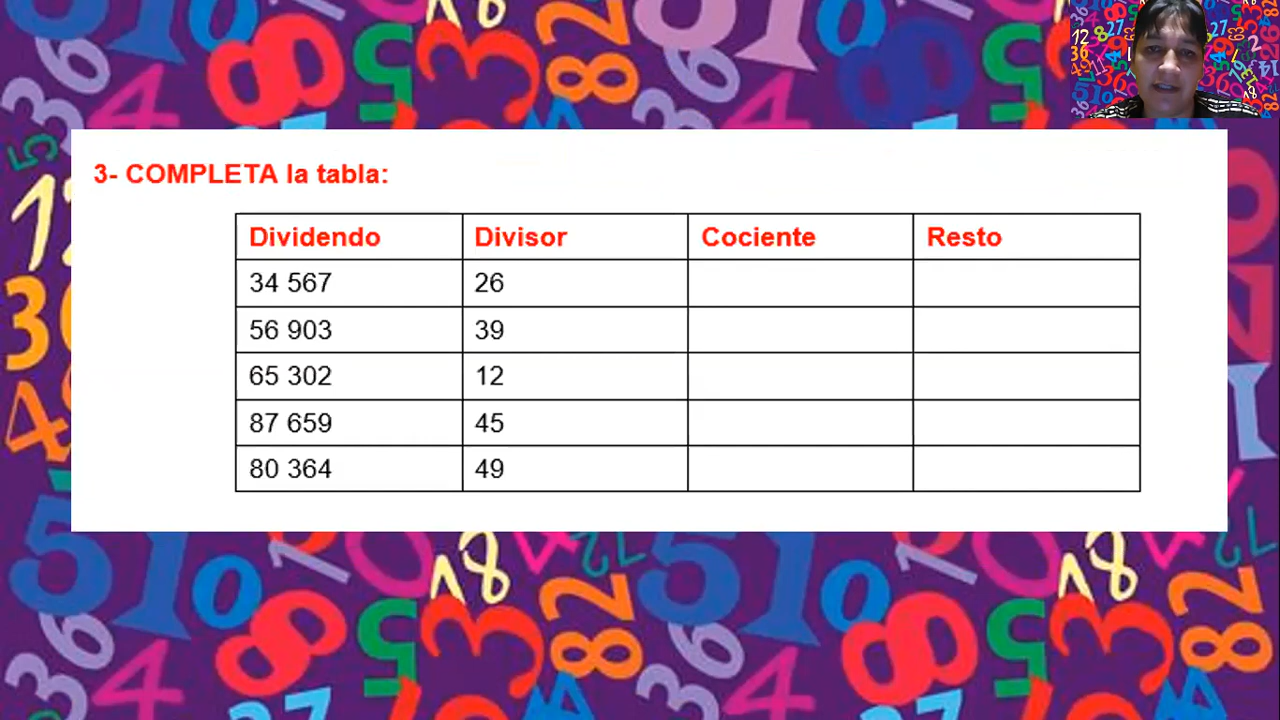 3- COMPLETA la tabla:
Dividendo Divisor Cociente Resto
34 567 26
56 903 39
65 302 12
87 659 45
80 364 49